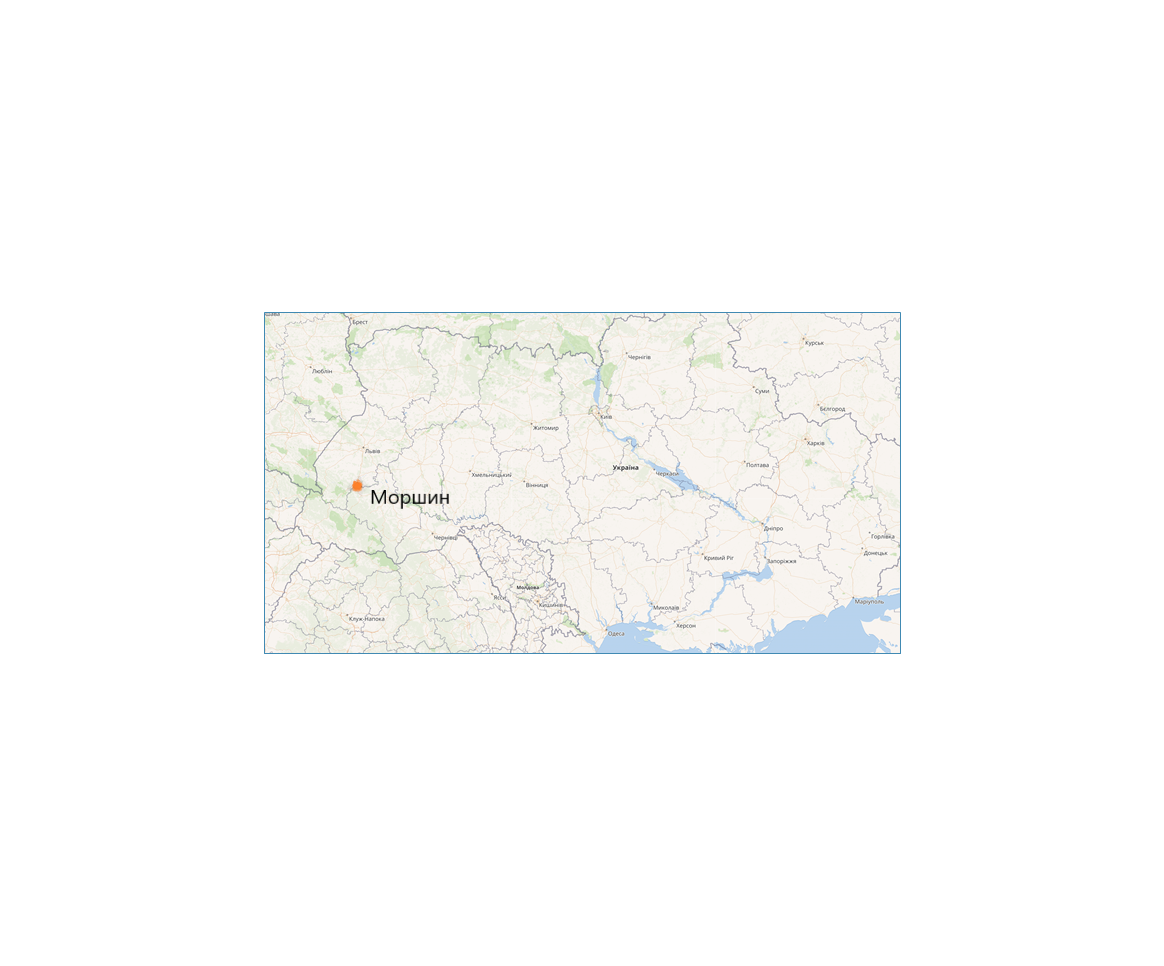 Брест
Курськ
Чернігів
Люблін
Суми
Бєлгород
Київ
Житомир
Харків
Львів
Україна
Полтава
Черкаси
Хмельницький
Вінниця
Моршин
Дніпро
Чернівці
Горлівка
Донецьк
Кривий Ріг
Запоріжжя
Молдова
Ясси
Маріуполь
Кишинів
Миколаїв
Клуж-Напока
Херсон
Одеса